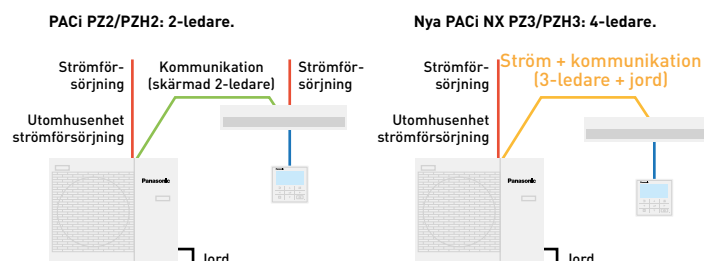 PACi PZ2/PZH2: 2-ledare.
Strömför-
sörjning
Kommunikation
(skärmad 2-ledare)
Strömför-
sörjning
Utomhusenhet
strömförsörjning
Panasonic
Jord
Nya PACi NX PZ3/PZH3: 4-ledare.
Strömför-
sörjning
Ström + kommunikation
(3-ledare + jord)
Utomhusenhet
strömförsörjning
Panasonic
Jord